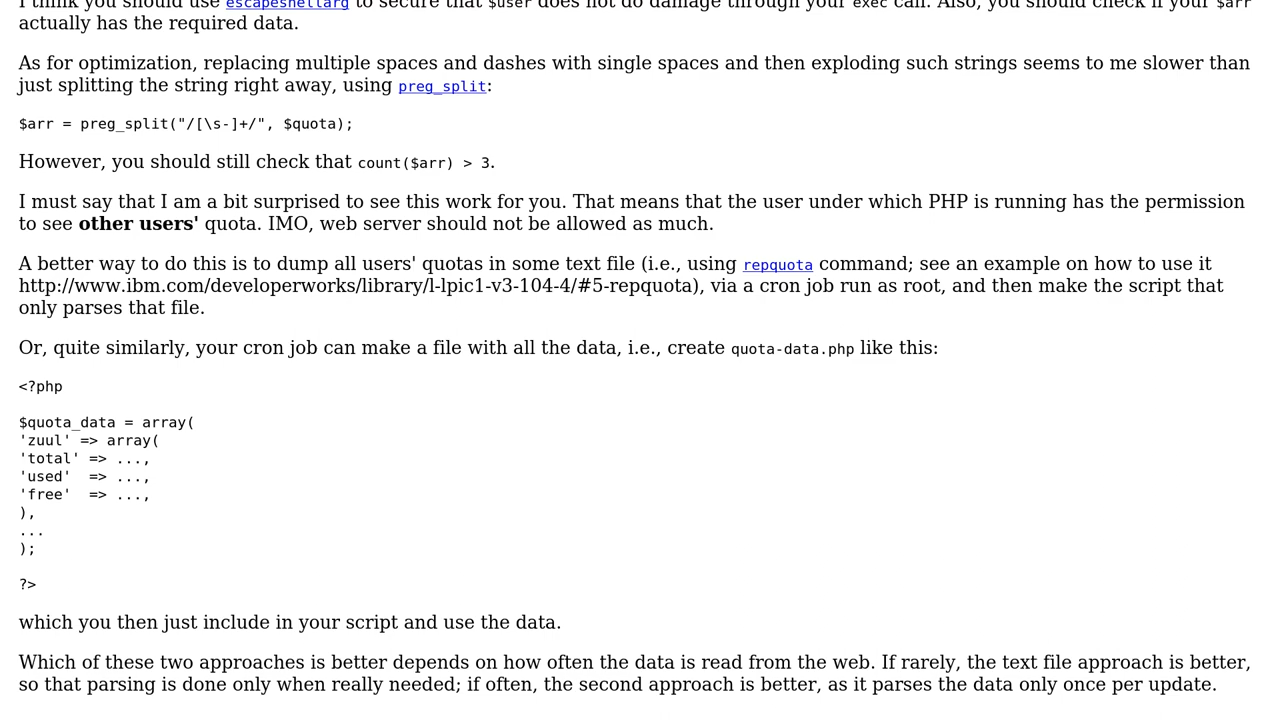 I think you should use escapeshellarg to secure that $user does not do damage through your exec call. Also, you should check if your $arr
actually has the required data.
As for optimization, replacing multiple spaces and dashes with single spaces and then exploding such strings seems to me slower than
just splitting the string right away, using preg_split:
$arr = preg_split("/[\s-]+/", $quota);
However, you should still check that count($arr) > 3.
I must say that I am a bit surprised to see this work for you. That means that the user under which PHP is running has the permission
to see other users' quota. IMO, web server should not be allowed as much.
A better way to do this is to dump all users' quotas in some text file (i.e., using repquota command; see an example on how to use it
http://www.ibm.com/developerworks/library/l-lpic1-v3-104-4/#5-repquota), via a cron job run as root, and then make the script that
only parses that file.
Or, quite similarly, your cron job can make a file with all the data, i.e., create quota-data.php like this:
<?php
$quota_data = array(
'zuul' => array(
'total' => ...,
'used'  => ...,
'free'  => ...,
),
...
);
?>
which you then just include in your script and use the data.
Which of these two approaches is better depends on how often the data is read from the web. If rarely, the text file approach is better,
so that parsing is done only when really needed; if often, the second approach is better, as it parses the data only once per update.